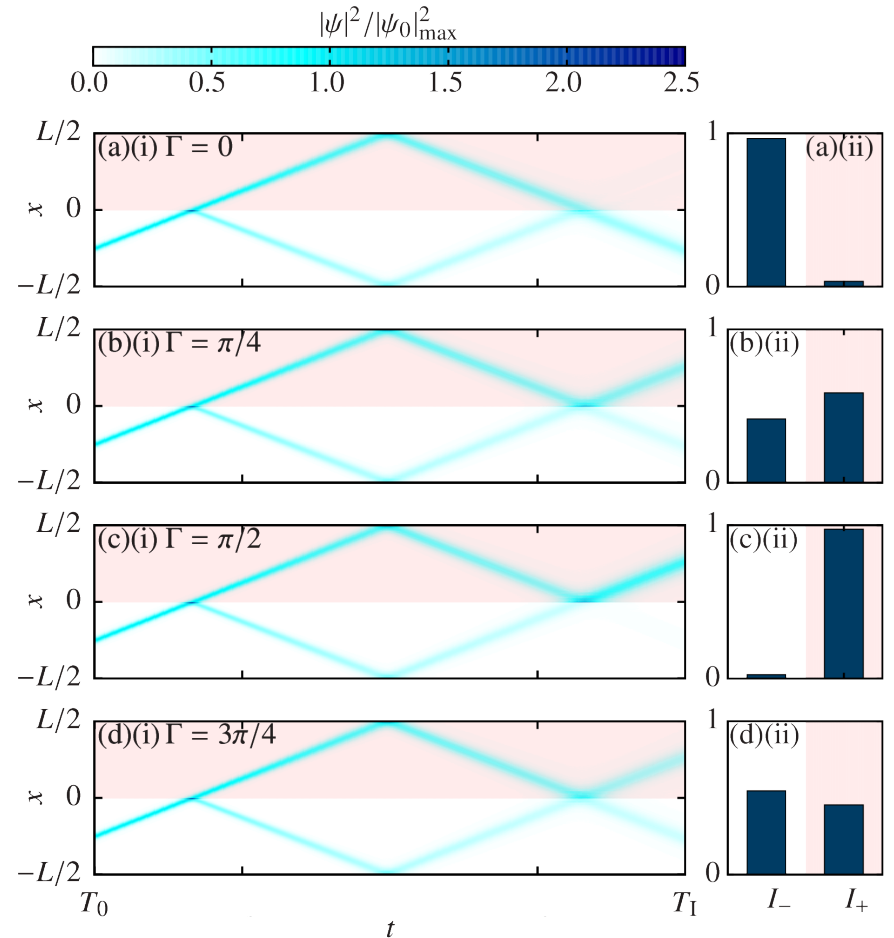 |ψ|²/|ψ₀|²max
0.0 0.5 1.0 1.5 2.0 2.5
L/2
(a)(i) Γ = 0
x 0
−L/2
1
(a)(ii)
0
L/2
(b)(i) Γ = π/4
x 0
−L/2
1
(b)(ii)
0
L/2
(c)(i) Γ = π/2
x 0
−L/2
1
(c)(ii)
0
L/2
(d)(i) Γ = 3π/4
x 0
−L/2
1
(d)(ii)
0
T₀ T_I
t
I₋ I₊